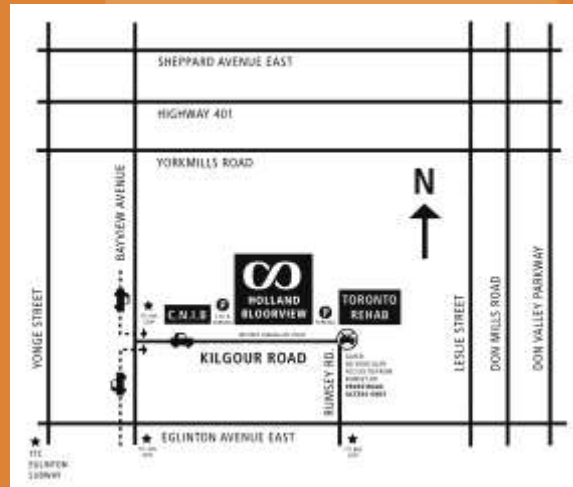 SHEPPARD AVENUE EAST
HIGHWAY 401
YORKMILLS ROAD
BAYVIEW AVENUE
N
YONGE STREET
C.N.I.B
P
HOLLAND
BLOORVIEW
P
TORONTO
REHAB
LESLIE STREET
DON MILLS ROAD
DON VALLEY PARKWAY
KILGOUR ROAD
RUMSEY RD.
EGLINTON AVENUE EAST
TTC
EGLINTON
SUBWAY